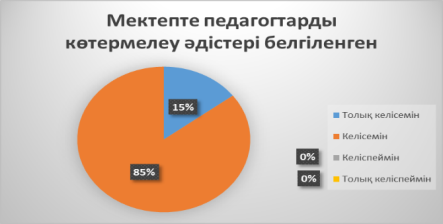 Мектепте педагогтарды
көтермелеу әдістері белгіленген
15%
85%
0%
0%
Толық келісемін
Келісемін
Келіспеймін
Толық келіспеймін